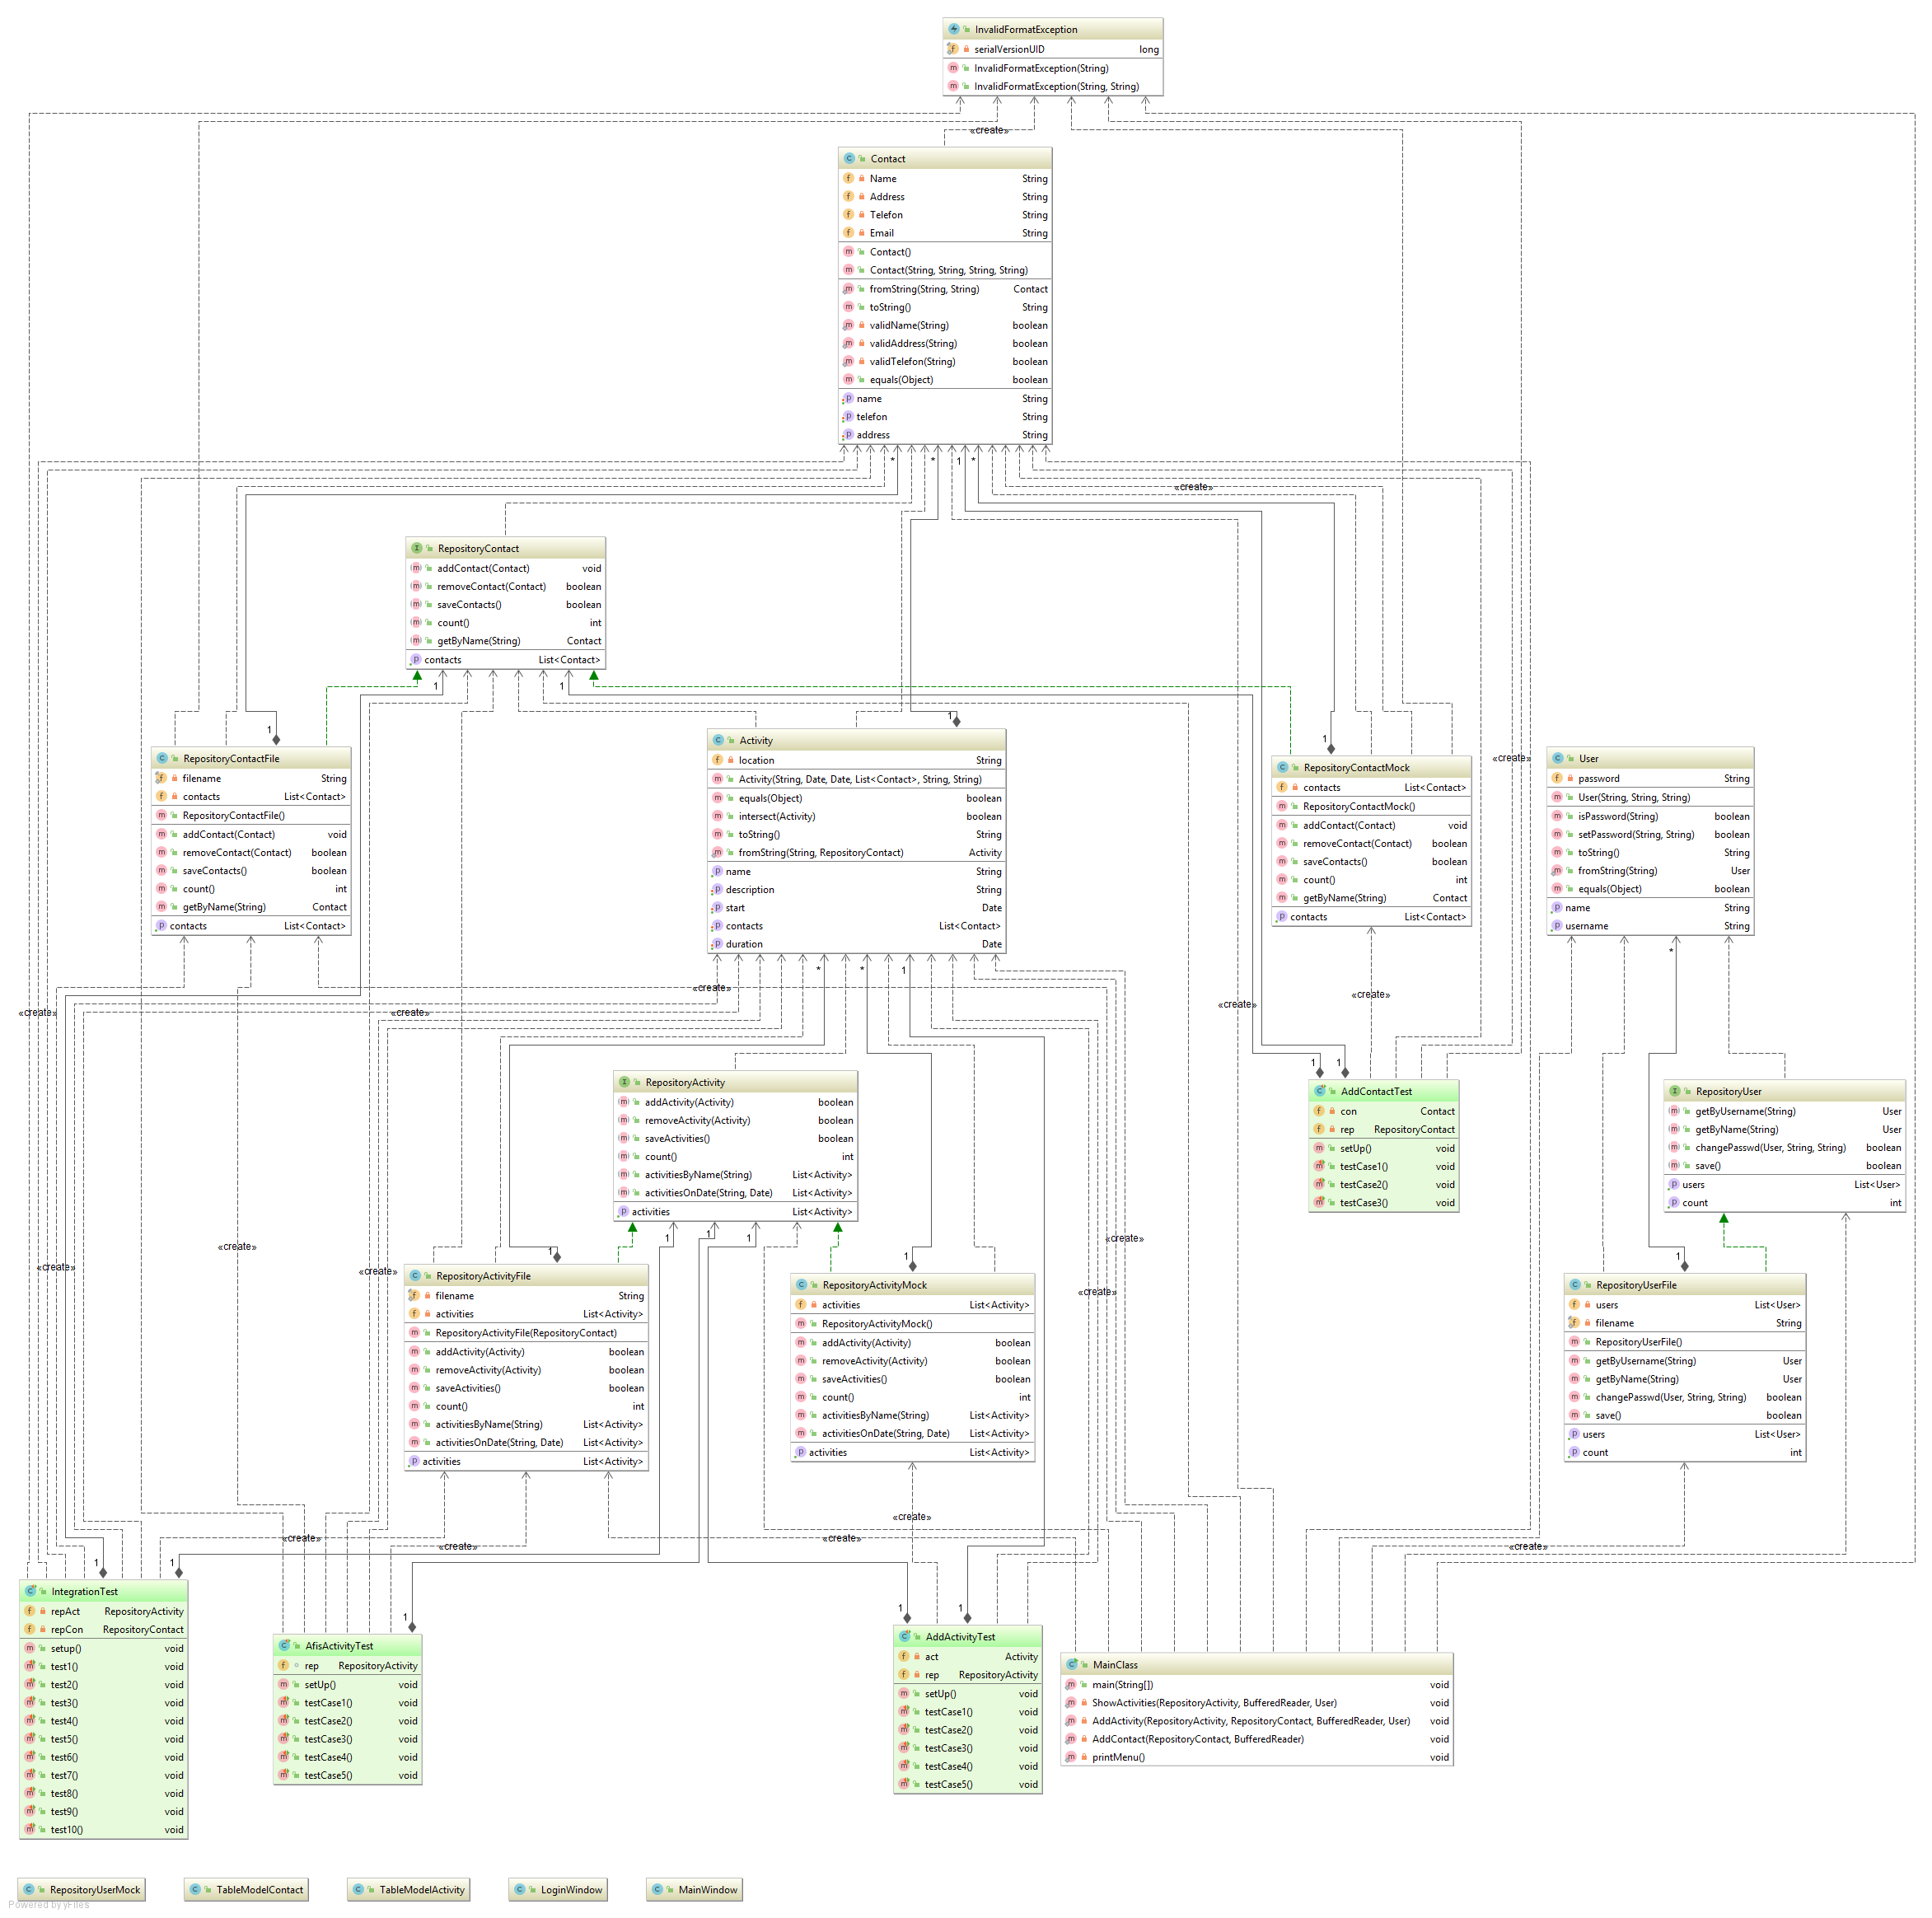 InvalidFormatException
serialVersionUID long
InvalidFormatException(String)
InvalidFormatException(String, String)
«create»
Contact
Name String
Address String
Telefon String
Email String
Contact()
Contact(String, String, String, String)
fromString(String, String) Contact
toString() String
validName(String) boolean
validAddress(String) boolean
validTelefon(String) boolean
equals(Object) boolean
name String
telefon String
address String
* * 1 *
«create»
RepositoryContact
addContact(Contact) void
removeContact(Contact) boolean
saveContacts() boolean
count() int
getByName(String) Contact
contacts List<Contact>
1 1
1 1 1
«create»
RepositoryContactFile
filename String
contacts List<Contact>
RepositoryContactFile()
addContact(Contact) void
removeContact(Contact) boolean
saveContacts() boolean
count() int
getByName(String) Contact
contacts List<Contact>
Activity
location String
Activity(String, Date, Date, List<Contact>, String, String)
equals(Object) boolean
intersect(Activity) boolean
toString() String
fromString(String, RepositoryContact) Activity
name String
description String
start Date
contacts List<Contact>
duration Date
RepositoryContactMock
contacts List<Contact>
RepositoryContactMock()
addContact(Contact) void
removeContact(Contact) boolean
saveContacts() boolean
count() int
getByName(String) Contact
contacts List<Contact>
User
password String
User(String, String, String)
isPassword(String) boolean
setPassword(String, String) boolean
toString() String
fromString(String) User
equals(Object) boolean
name String
username String
* * 1 *
«create» «create»
«create» «create» «create»
1 1
RepositoryActivity
addActivity(Activity) boolean
removeActivity(Activity) boolean
saveActivities() boolean
count() int
activitiesByName(String) List<Activity>
activitiesOnDate(String, Date) List<Activity>
activities List<Activity>
AddContactTest
con Contact
rep RepositoryContact
setUp() void
testCase1() void
testCase2() void
testCase3() void
RepositoryUser
getByUsername(String) User
getByName(String) User
changePasswd(User, String, String) boolean
save() boolean
users List<User>
count int
1 1 1
«create» «create»
1 1 1
«create» «create» «create»
RepositoryActivityFile
filename String
activities List<Activity>
RepositoryActivityFile(RepositoryContact)
addActivity(Activity) boolean
removeActivity(Activity) boolean
saveActivities() boolean
count() int
activitiesByName(String) List<Activity>
activitiesOnDate(String, Date) List<Activity>
activities List<Activity>
RepositoryActivityMock
activities List<Activity>
RepositoryActivityMock()
addActivity(Activity) boolean
removeActivity(Activity) boolean
saveActivities() boolean
count() int
activitiesByName(String) List<Activity>
activitiesOnDate(String, Date) List<Activity>
activities List<Activity>
RepositoryUserFile
users List<User>
filename String
RepositoryUserFile()
getByUsername(String) User
getByName(String) User
changePasswd(User, String, String) boolean
save() boolean
users List<User>
count int
«create»
«create» «create»
«create» «create»
1 1
1 1 1
IntegrationTest
repAct RepositoryActivity
repCon RepositoryContact
setup() void
test1() void
test2() void
test3() void
test4() void
test5() void
test6() void
test7() void
test8() void
test9() void
test10() void
AfisActivityTest
rep RepositoryActivity
setUp() void
testCase1() void
testCase2() void
testCase3() void
testCase4() void
testCase5() void
AddActivityTest
act Activity
rep RepositoryActivity
setUp() void
testCase1() void
testCase2() void
testCase3() void
testCase4() void
testCase5() void
MainClass
main(String[]) void
ShowActivities(RepositoryActivity, BufferedReader, User) void
AddActivity(RepositoryActivity, RepositoryContact, BufferedReader, User) void
AddContact(RepositoryContact, BufferedReader) void
printMenu() void
RepositoryUserMock
TableModelContact
TableModelActivity
LoginWindow
MainWindow
Powered by yFiles